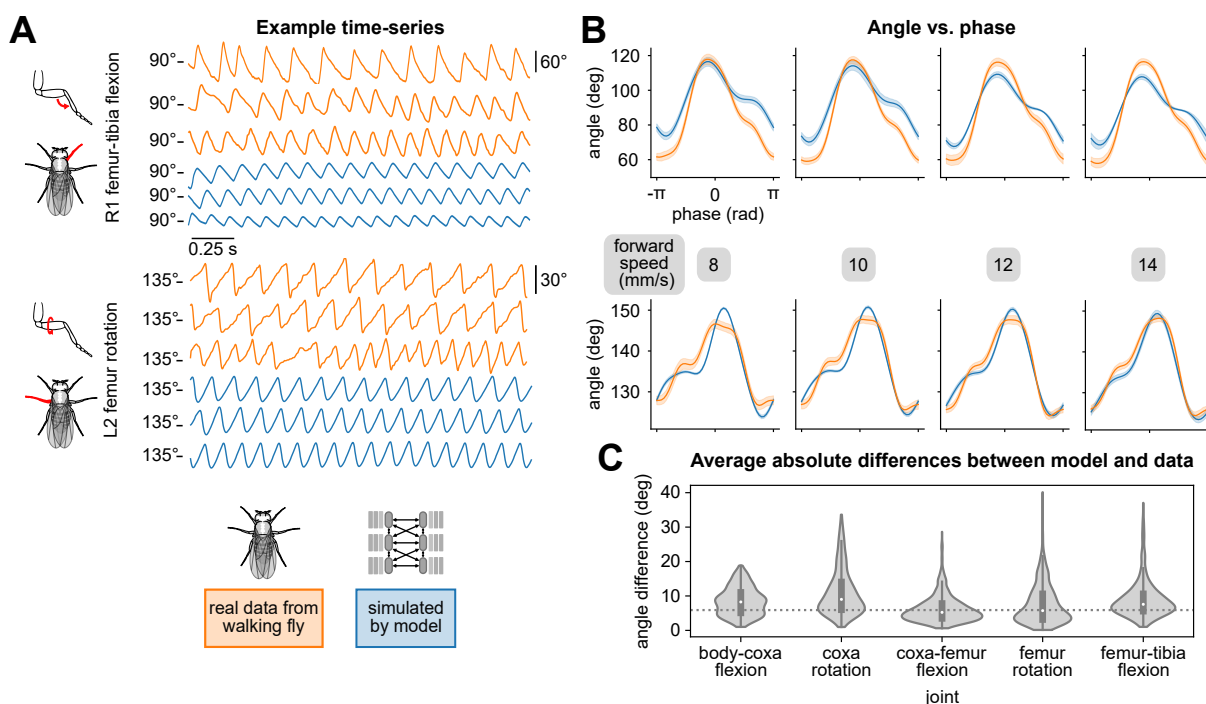 A
Example time-series
R1 femur-tibia flexion
90°-
90°-
90°-
90°-
90°-
90°-
60°
0.25 s
L2 femur rotation
135°-
135°-
135°-
135°-
135°-
135°-
30°
real data from
walking fly
simulated
by model
B
Angle vs. phase
angle (deg)
120
100
80
60
-π
0
π
phase (rad)
forward
speed
(mm/s)
8
10
12
14
angle (deg)
150
140
130
C
Average absolute differences between model and data
angle difference (deg)
40
30
20
10
0
body-coxa
flexion
coxa
rotation
coxa-femur
flexion
femur
rotation
femur-tibia
flexion
joint